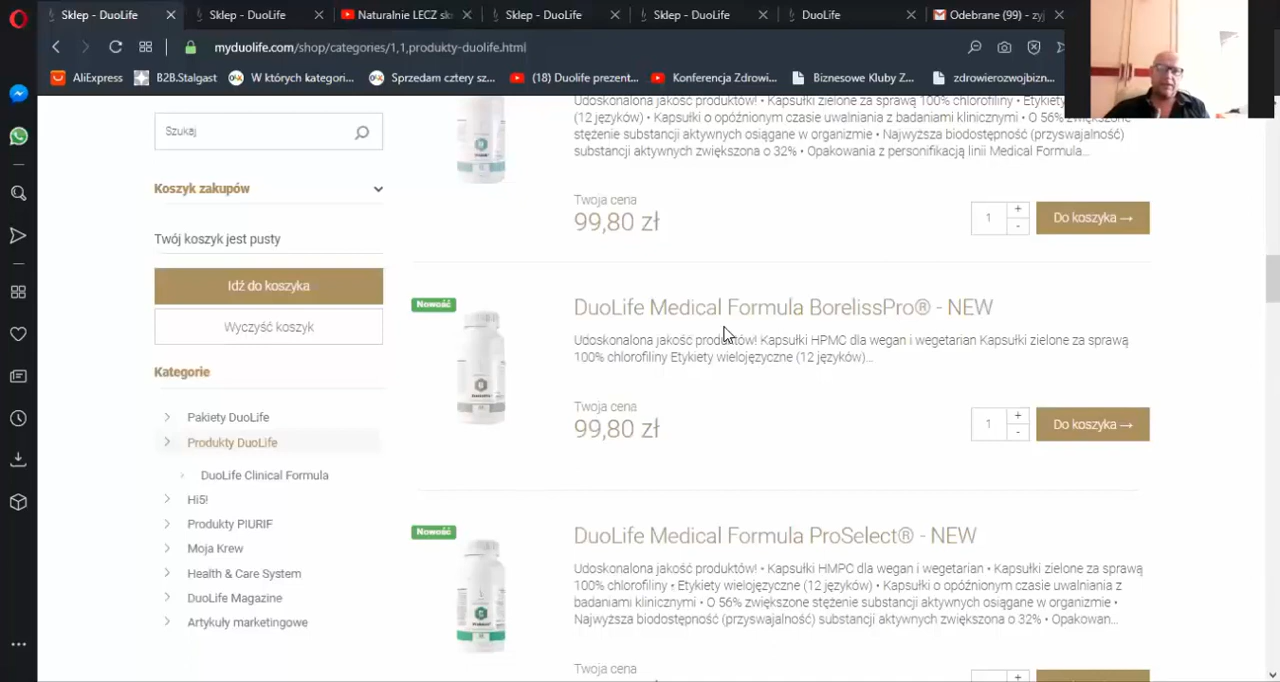 Sklep - DuoLife
Sklep - DuoLife
Naturalnie LECZ sk
Sklep - DuoLife
Sklep - DuoLife
DuoLife
Odebrane (99) - zyj
myduolife.com/shop/categories/1,1,produkty-duolife.html
AliExpress
B2B.Stalgast
W których kategori...
Sprzedam cztery sz...
(18) Duolife prezent...
Konferencja Zdrowi...
Biznesowe Kluby Z...
zdrowierozwojbizn...
Szukaj
Koszyk zakupów
Twój koszyk jest pusty
Idź do koszyka
Wyczyść koszyk
Kategorie
Pakiety DuoLife
Produkty DuoLife
DuoLife Clinical Formula
Hi5!
Produkty PIURIF
Moja Krew
Health & Care System
DuoLife Magazine
Artykuły marketingowe
Udoskonalona jakość produktów! • Kapsułki zielone za sprawą 100% chlorofiliny • Etykiety
(12 języków) • Kapsułki o opóźnionym czasie uwalniania z badaniami klinicznymi • O 56% zwiększone
stężenie substancji aktywnych osiągane w organizmie • Najwyższa biodostępność (przyswajalność)
substancji aktywnych zwiększona o 32% • Opakowania z personifikacją linii Medical Formula...
Twoja cena
99,80 zł
1
+
-
Do koszyka →
Nowość
DuoLife Medical Formula BorelissPro® - NEW
Udoskonalona jakość produktów! Kapsułki HPMC dla wegan i wegetarian Kapsułki zielone za sprawą
100% chlorofiliny Etykiety wielojęzyczne (12 języków)...
Twoja cena
99,80 zł
1
+
-
Do koszyka →
Nowość
DuoLife Medical Formula ProSelect® - NEW
Udoskonalona jakość produktów! • Kapsułki HMPC dla wegan i wegetarian • Kapsułki zielone za sprawą
100% chlorofiliny • Etykiety wielojęzyczne (12 języków) • Kapsułki o opóźnionym czasie uwalniania z
badaniami klinicznymi • O 56% zwiększone stężenie substancji aktywnych osiągane w organizmie •
Najwyższa biodostępność (przyswajalność) substancji aktywnych zwiększona o 32% • Opakowan...
Twoja cena
+